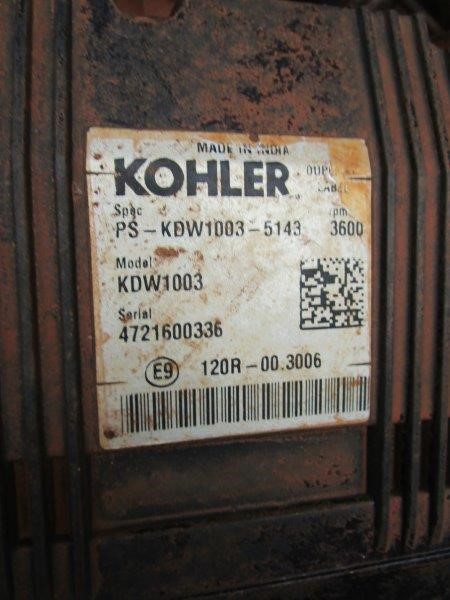 MADE IN INDIA
KOHLER
LABEL
Spec rpm
PS-KDW1003-5143 3600
Model
KDW1003
Serial
4721600336
E9 120R-00.3006